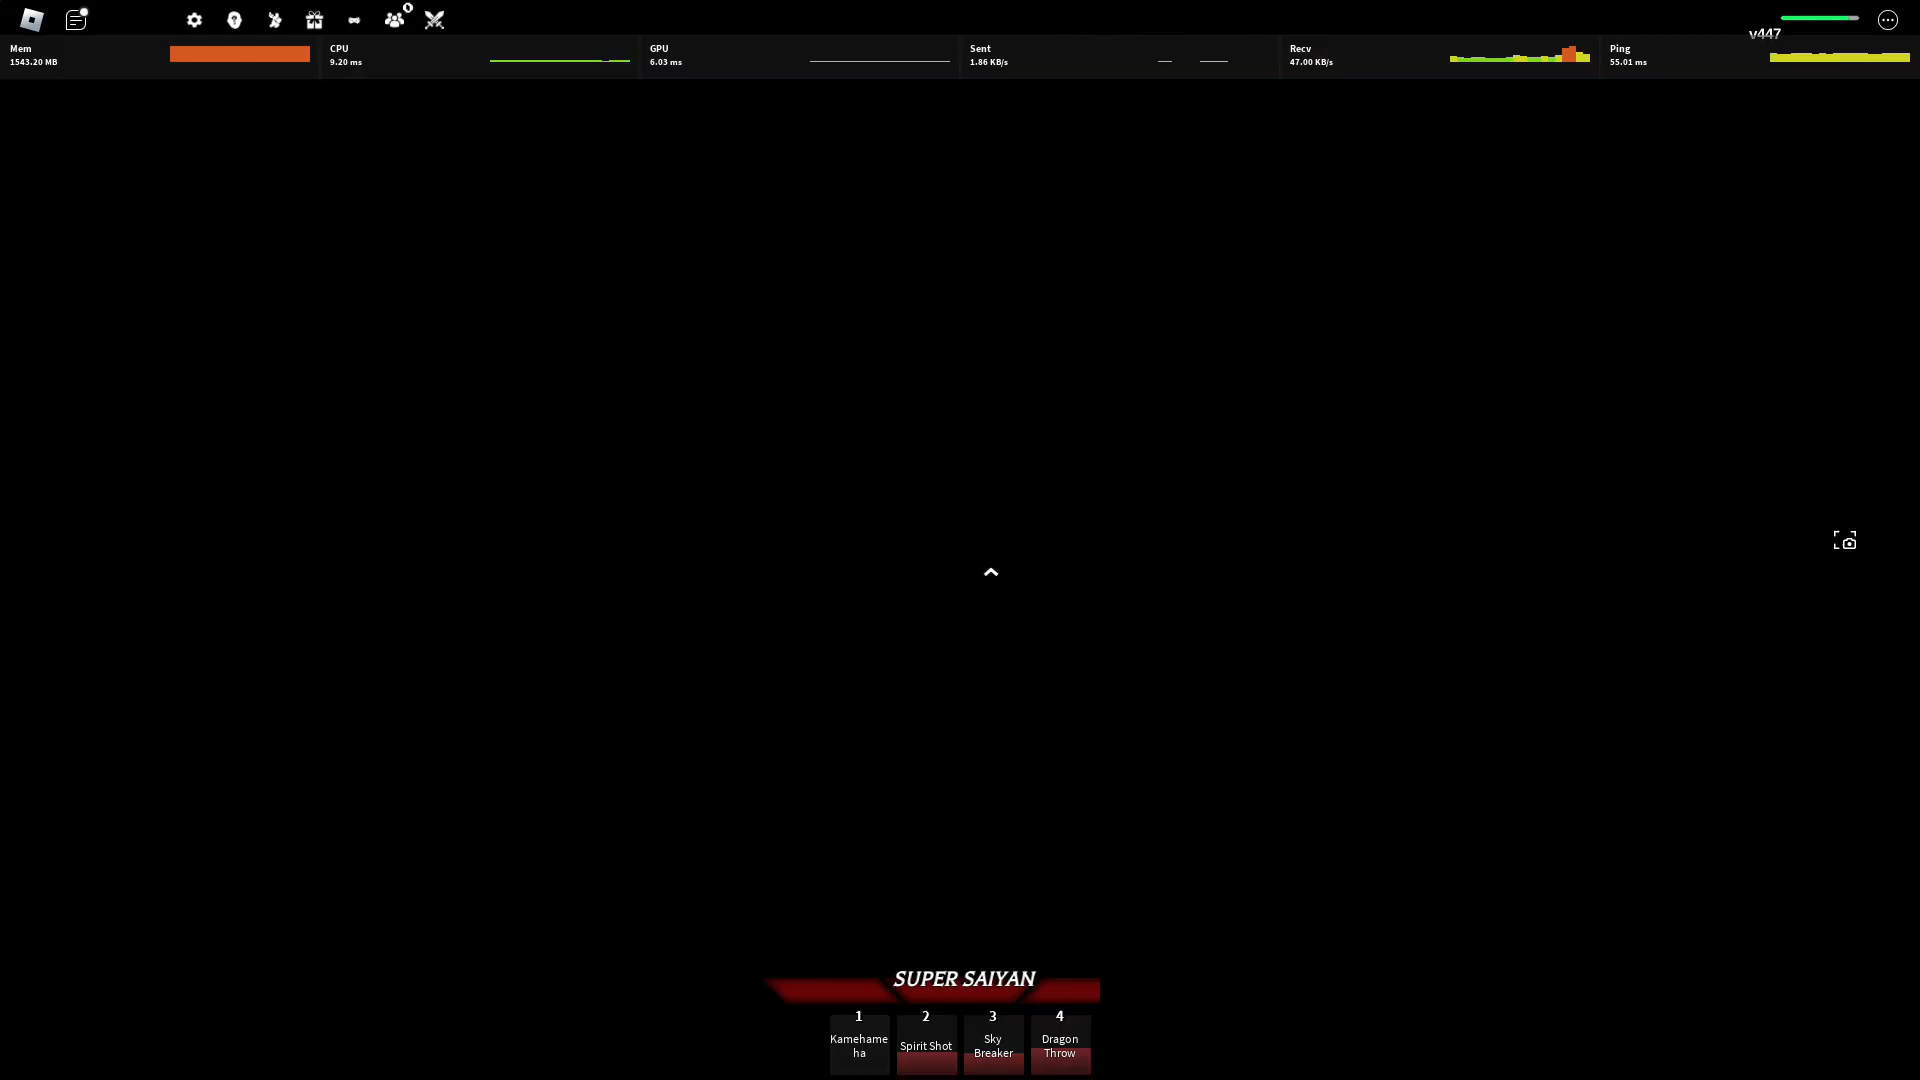 v447
Mem
1543.20 MB
CPU
9.20 ms
GPU
6.03 ms
Sent
1.86 KB/s
Recv
47.00 KB/s
Ping
55.01 ms
SUPER SAIYAN
1
Kamehame
ha
2
Spirit Shot
3
Sky
Breaker
4
Dragon
Throw